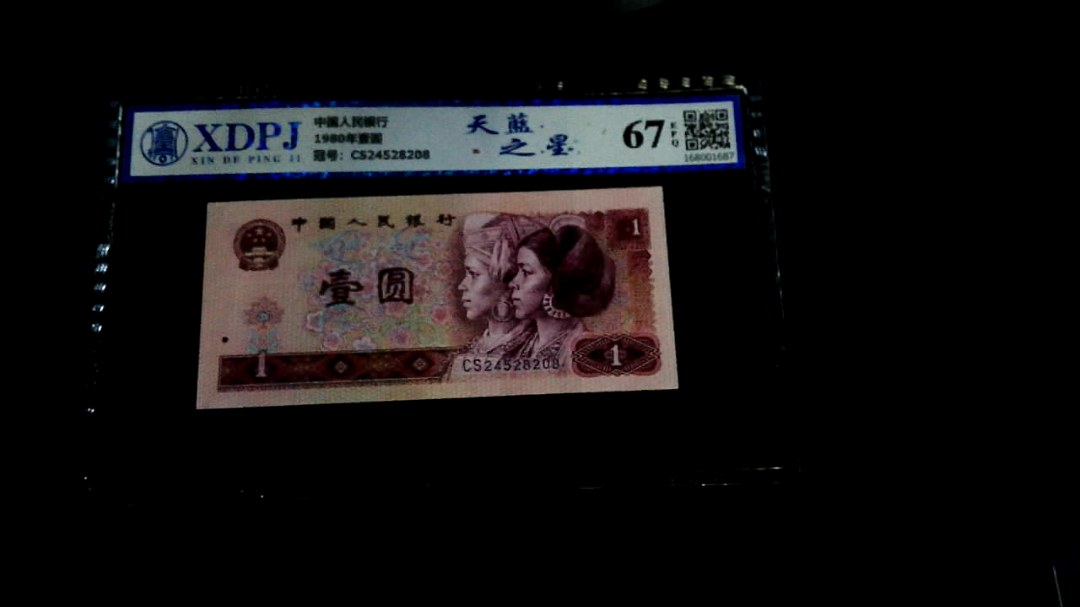 XDPJ
XIN DE PING JI
中国人民银行
1980年壹圆
冠号：CS24528208
天蓝之星
67
EPQ
168001687
中国人民银行
1
壹圆
1
CS24528208
1